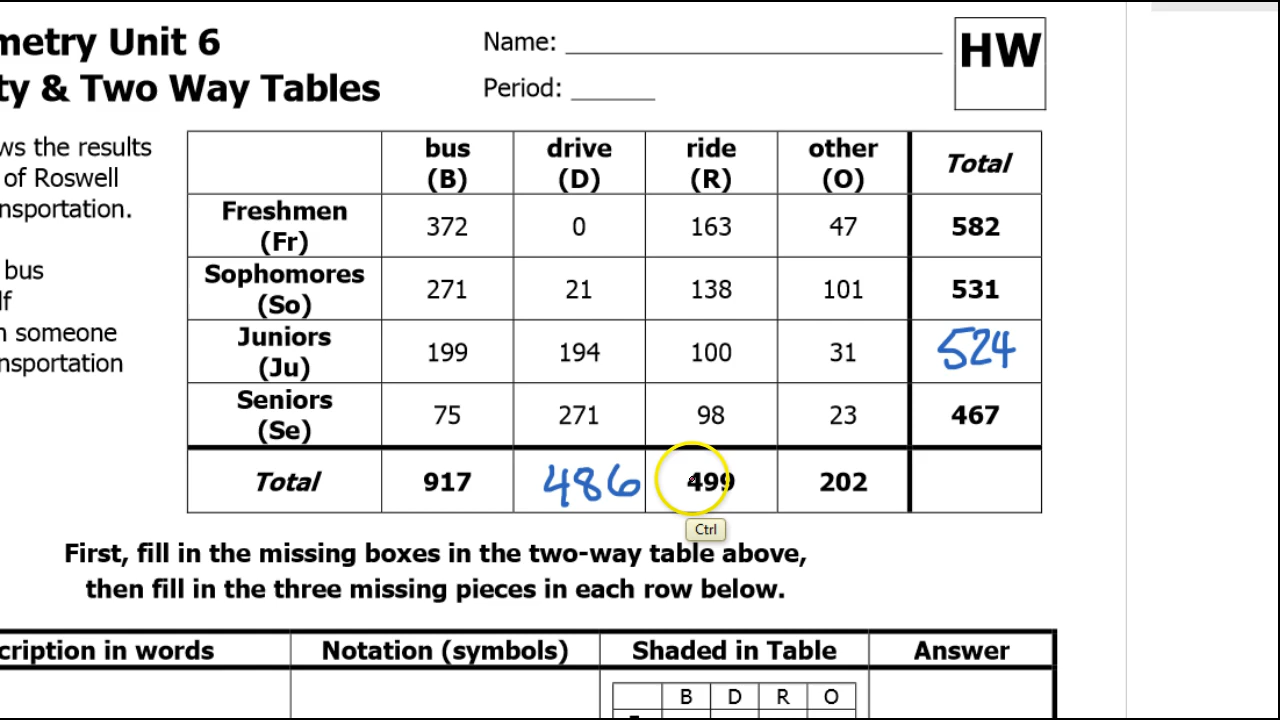 metry Unit 6
ty & Two Way Tables
Name:
Period:
HW
ws the results
of Roswell
nsportation.
bus
lf
n someone
nsportation
bus (B) drive (D) ride (R) other (O) Total
Freshmen (Fr) 372 0 163 47 582
Sophomores (So) 271 21 138 101 531
Juniors (Ju) 199 194 100 31 524
Seniors (Se) 75 271 98 23 467
Total 917 486 499 202
Ctrl
First, fill in the missing boxes in the two-way table above,
then fill in the three missing pieces in each row below.
cription in words Notation (symbols) Shaded in Table Answer
B D R O